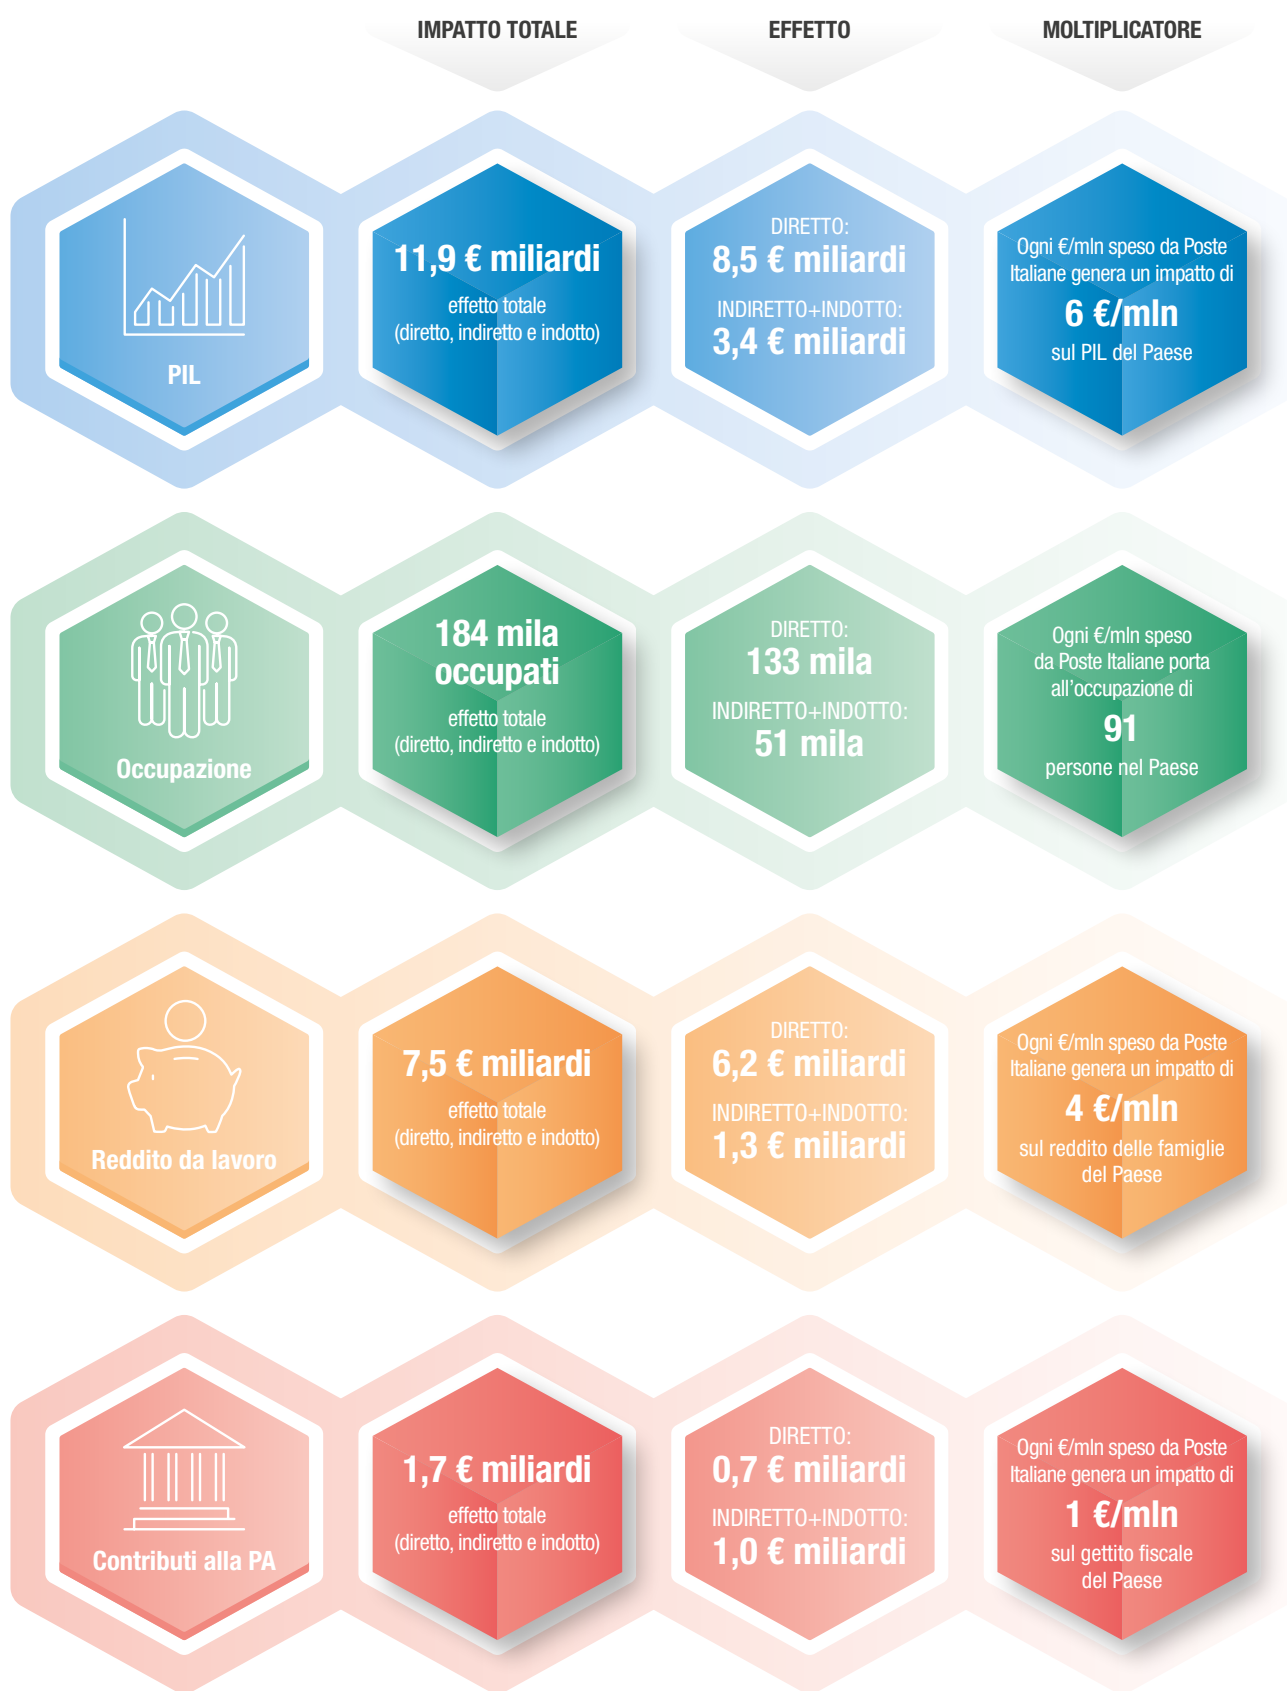 IMPATTO TOTALE
EFFETTO
MOLTIPLICATORE
PIL
11,9 € miliardi
effetto totale
(diretto, indiretto e indotto)
DIRETTO:
8,5 € miliardi
INDIRETTO+INDOTTO:
3,4 € miliardi
Ogni €/mln speso da Poste
Italiane genera un impatto di
6 €/mln
sul PIL del Paese
Occupazione
184 mila
occupati
effetto totale
(diretto, indiretto e indotto)
DIRETTO:
133 mila
INDIRETTO+INDOTTO:
51 mila
Ogni €/mln speso
da Poste Italiane porta
all'occupazione di
91
persone nel Paese
Reddito da lavoro
7,5 € miliardi
effetto totale
(diretto, indiretto e indotto)
DIRETTO:
6,2 € miliardi
INDIRETTO+INDOTTO:
1,3 € miliardi
Ogni €/mln speso da Poste
Italiane genera un impatto di
4 €/mln
sul reddito delle famiglie
del Paese
Contributi alla PA
1,7 € miliardi
effetto totale
(diretto, indiretto e indotto)
DIRETTO:
0,7 € miliardi
INDIRETTO+INDOTTO:
1,0 € miliardi
Ogni €/mln speso da Poste
Italiane genera un impatto di
1 €/mln
sul gettito fiscale
del Paese